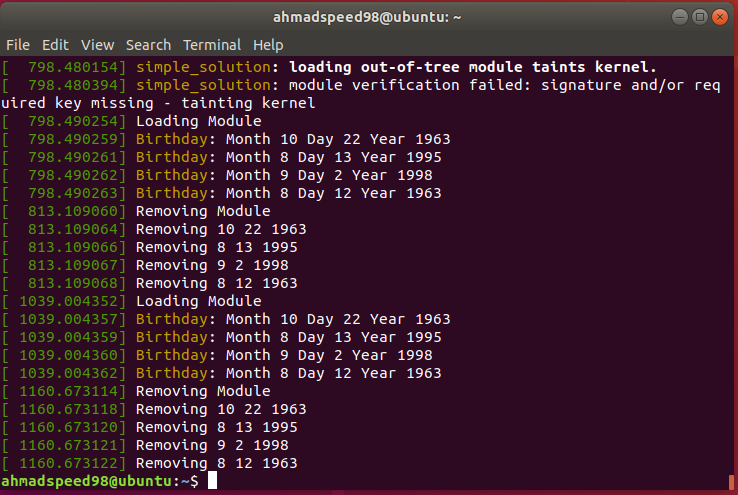 ahmadspeed98@ubuntu: ~
File Edit View Search Terminal Help
[  798.480154] simple_solution: loading out-of-tree module taints kernel.
[  798.480394] simple_solution: module verification failed: signature and/or req
uired key missing - tainting kernel
[  798.490254] Loading Module
[  798.490259] Birthday: Month 10 Day 22 Year 1963
[  798.490261] Birthday: Month 8 Day 13 Year 1995
[  798.490262] Birthday: Month 9 Day 2 Year 1998
[  798.490263] Birthday: Month 8 Day 12 Year 1963
[  813.109060] Removing Module
[  813.109064] Removing 10 22 1963
[  813.109066] Removing 8 13 1995
[  813.109067] Removing 9 2 1998
[  813.109068] Removing 8 12 1963
[ 1039.004352] Loading Module
[ 1039.004357] Birthday: Month 10 Day 22 Year 1963
[ 1039.004359] Birthday: Month 8 Day 13 Year 1995
[ 1039.004360] Birthday: Month 9 Day 2 Year 1998
[ 1039.004362] Birthday: Month 8 Day 12 Year 1963
[ 1160.673114] Removing Module
[ 1160.673118] Removing 10 22 1963
[ 1160.673120] Removing 8 13 1995
[ 1160.673121] Removing 9 2 1998
[ 1160.673122] Removing 8 12 1963
ahmadspeed98@ubuntu:~$